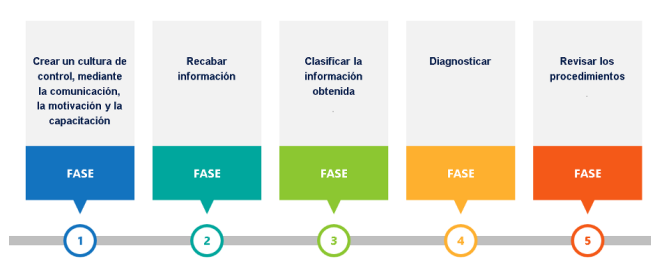 Crear un cultura de
control, mediante
la comunicación,
la motivación y la
capacitación
FASE
1
Recabar
información
FASE
2
Clasificar la
información
obtenida
.
FASE
3
Diagnosticar
FASE
4
Revisar los
procedimientos
.
FASE
5